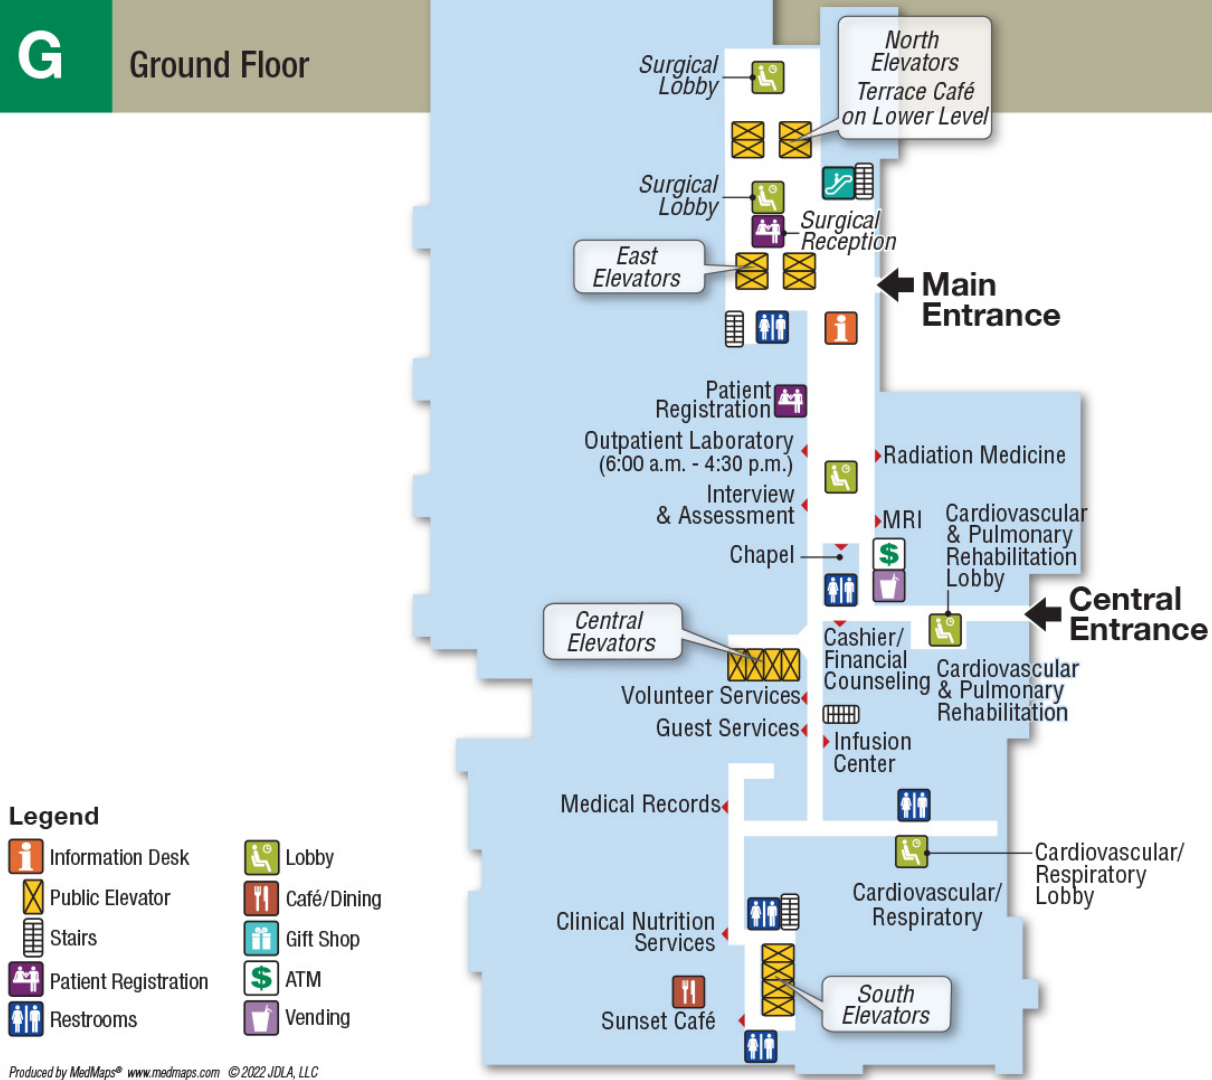 G
Ground Floor
Surgical
Lobby
North
Elevators
Terrace Café
on Lower Level
Surgical
Lobby
Surgical
Reception
East
Elevators
Main
Entrance
Patient
Registration
Outpatient Laboratory
(6:00 a.m. - 4:30 p.m.)
Radiation Medicine
Interview
& Assessment
MRI
Cardiovascular
& Pulmonary
Rehabilitation
Lobby
Chapel
$
Central
Entrance
Central
Elevators
Cashier/
Financial
Counseling
Cardiovascular
& Pulmonary
Rehabilitation
Volunteer Services
Guest Services
Infusion
Center
Medical Records
Cardiovascular/
Respiratory
Lobby
Cardiovascular/
Respiratory
Clinical Nutrition
Services
South
Elevators
Sunset Café
Legend
Information Desk
Public Elevator
Stairs
Patient Registration
Restrooms
Lobby
Café/Dining
Gift Shop
$ ATM
Vending
Produced by MedMaps® www.medmaps.com © 2022 JDLA, LLC